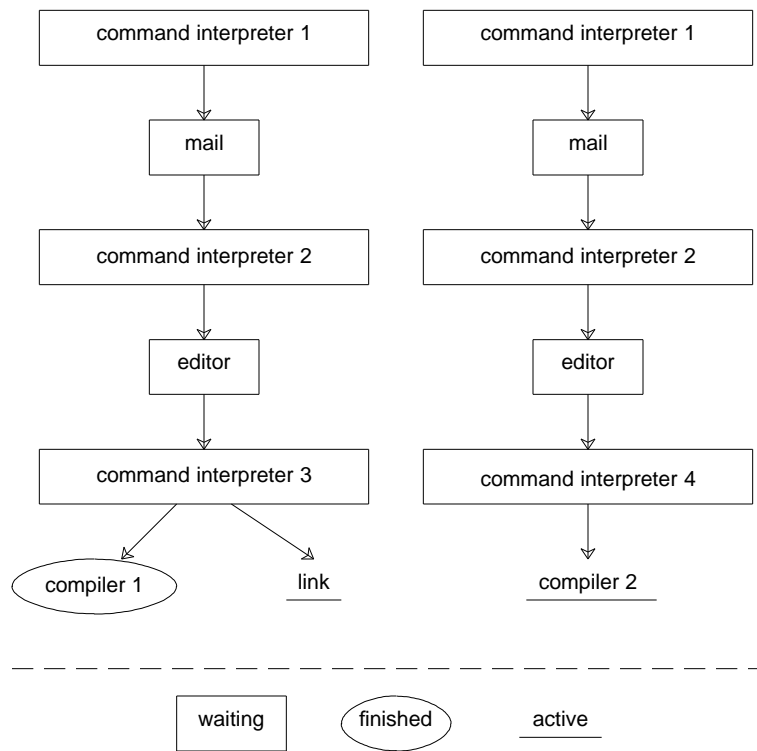 command interpreter 1
mail
command interpreter 2
editor
command interpreter 3
compiler 1
link
command interpreter 1
mail
command interpreter 2
editor
command interpreter 4
compiler 2
waiting
finished
active